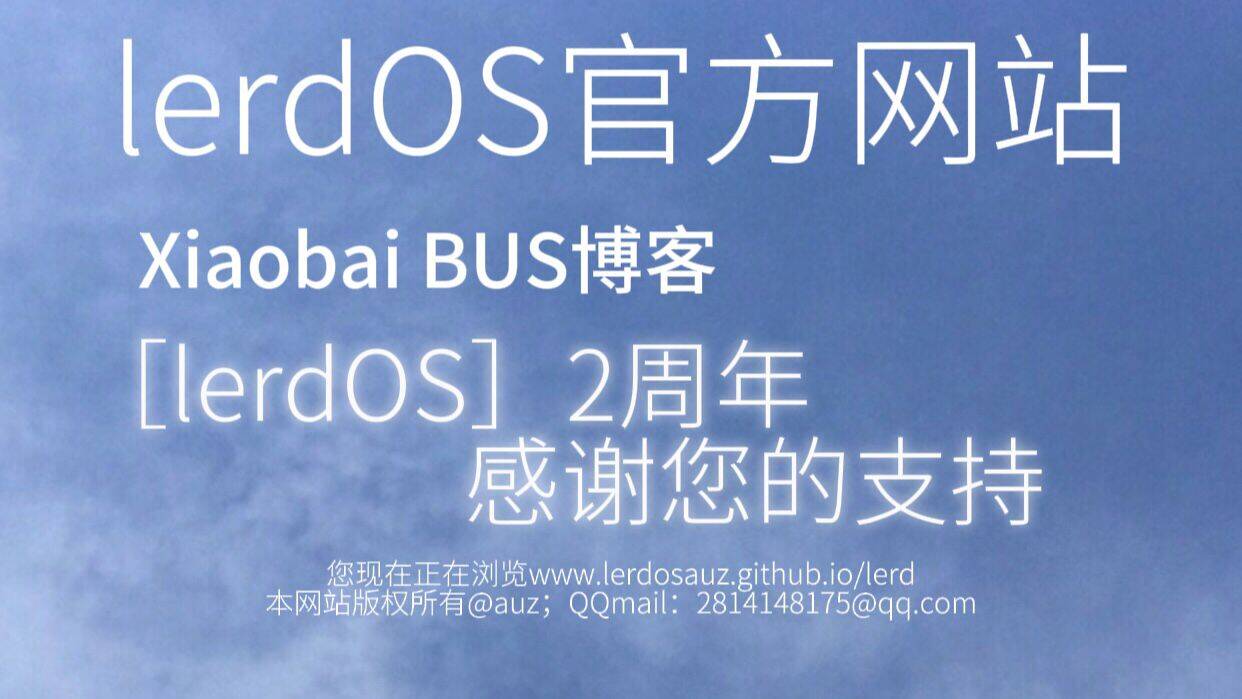 lerdOS官方网站
Xiaobai BUS博客
[lerdOS] 2周年
感谢您的支持
您现在正在浏览www.lerdosauz.github.io/lerd
本网站版权所有@auz；QQmail：2814148175@qq.com